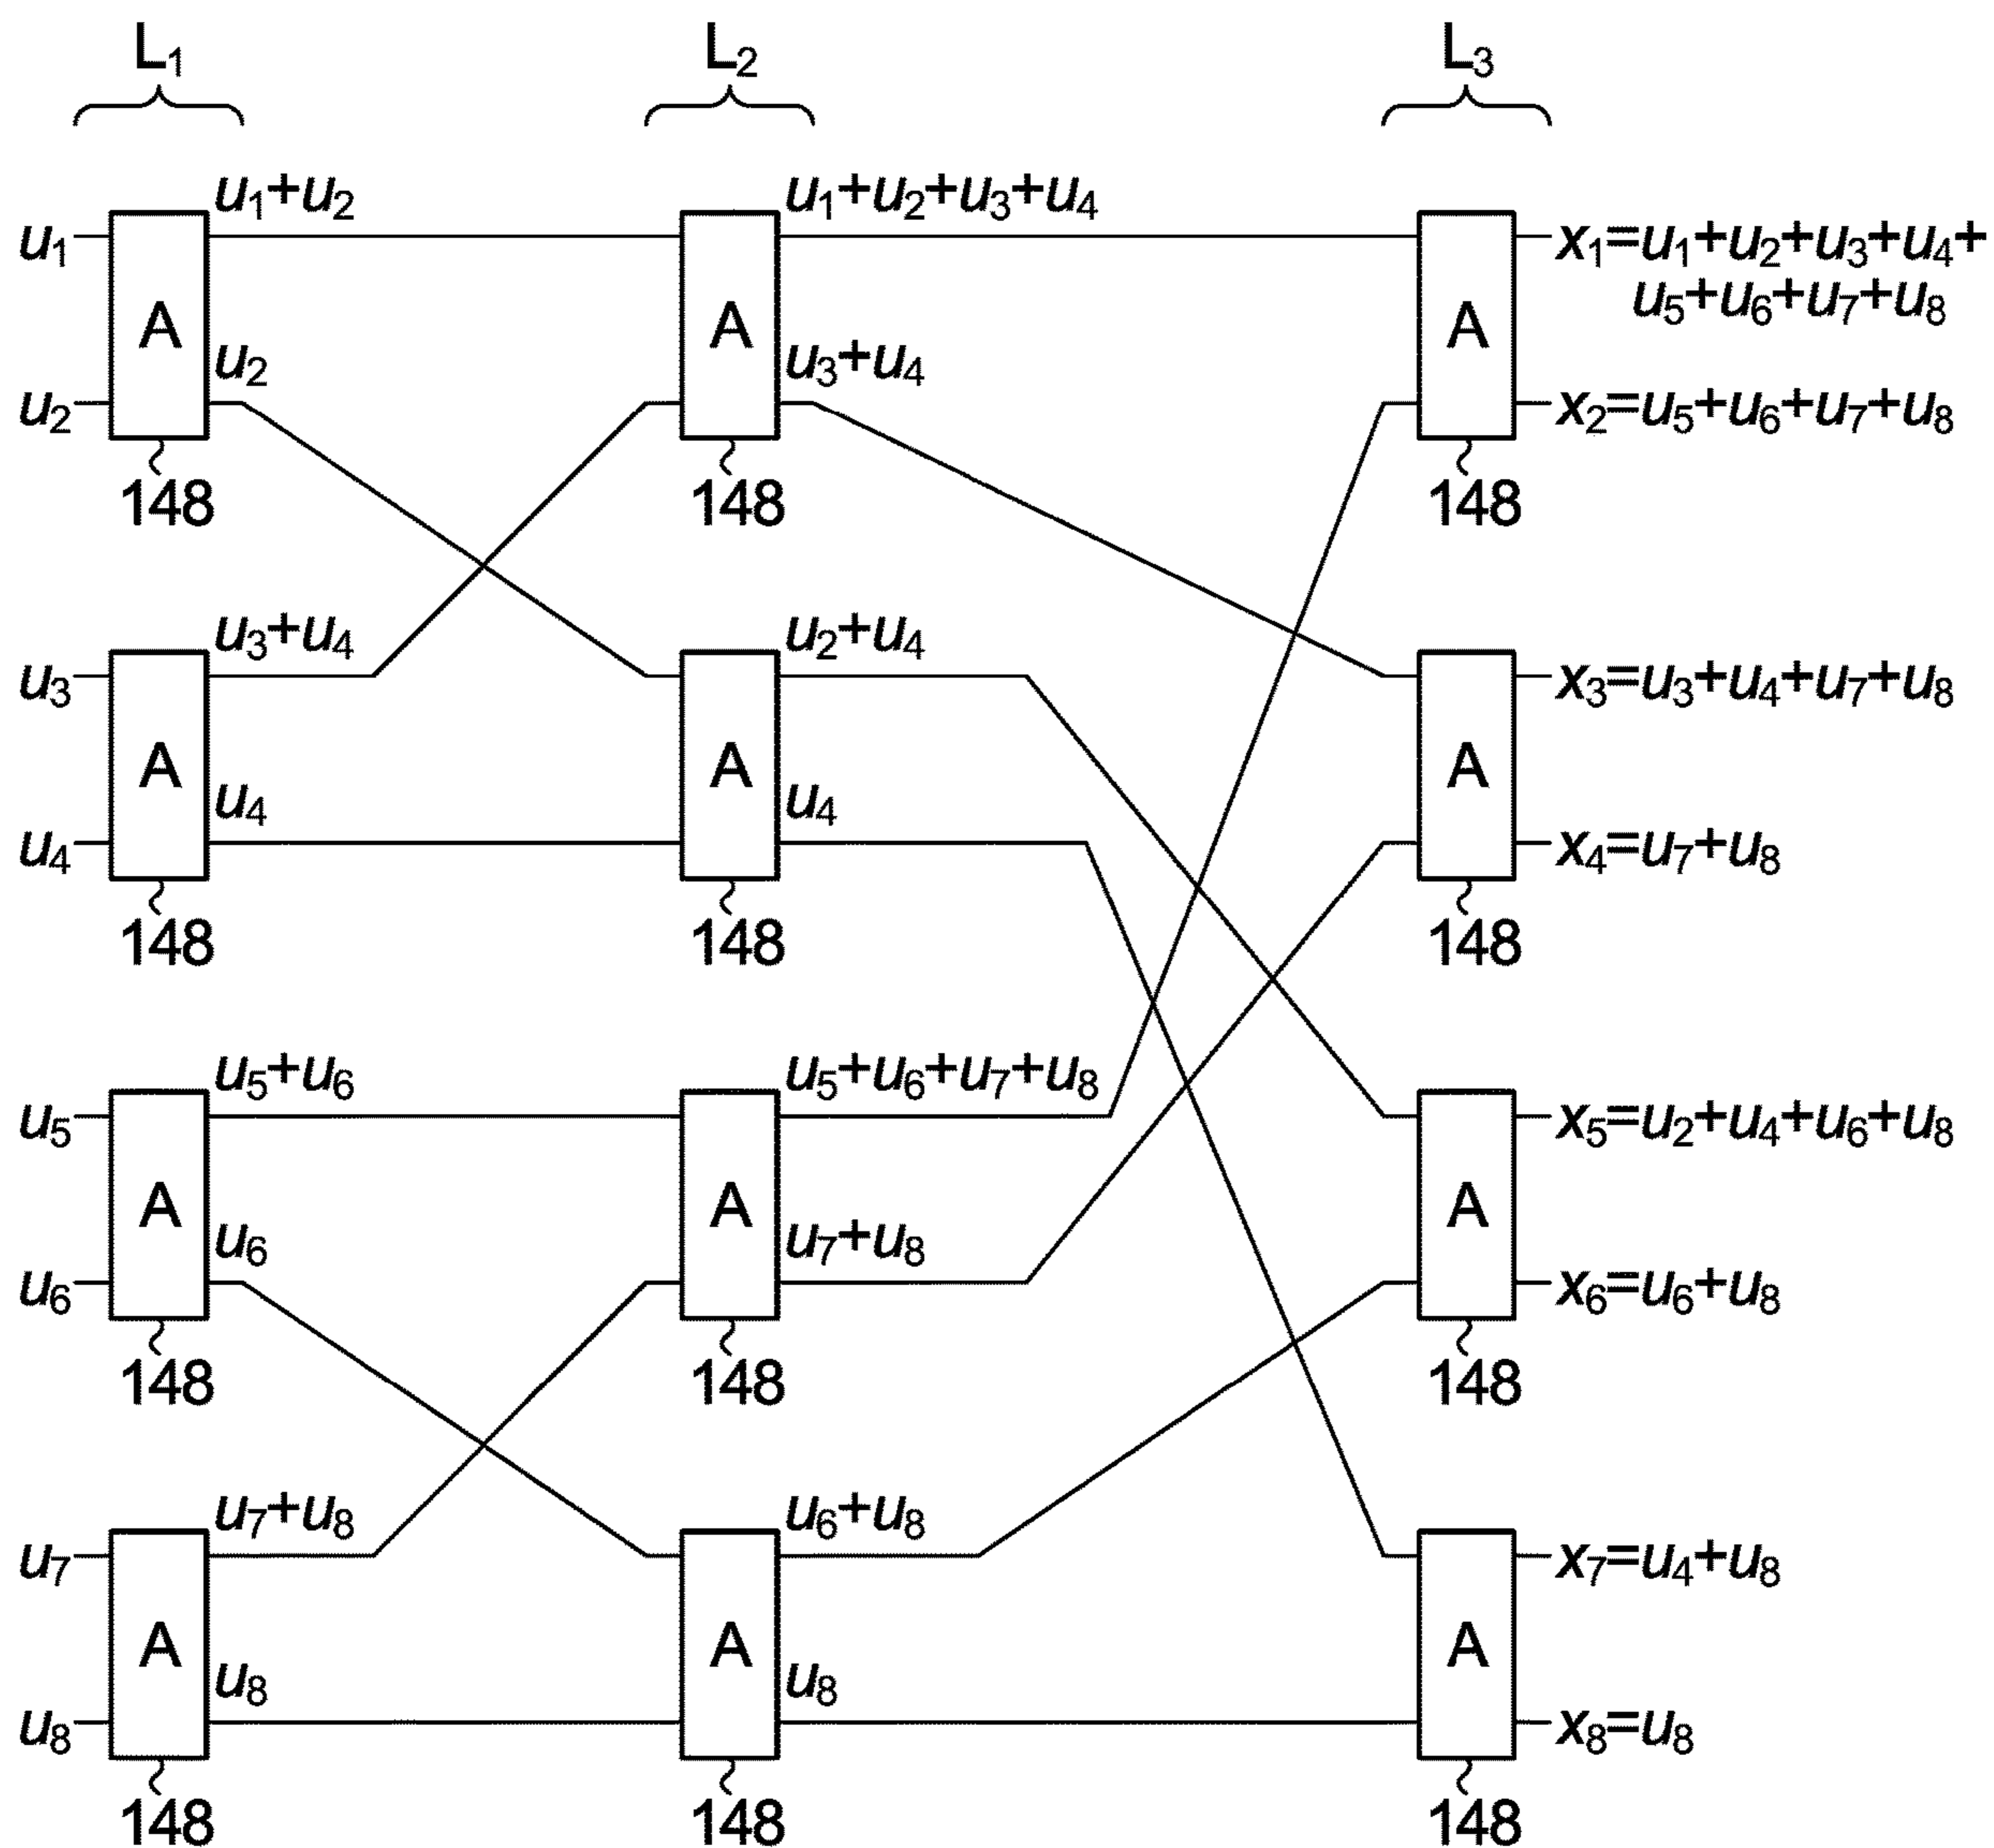 L₁ L₂ L₃
u₁+u₂ u₁+u₂+u₃+u₄
u₁ x₁=u₁+u₂+u₃+u₄+
u₅+u₆+u₇+u₈
A A A
u₂ u₃+u₄
u₂ x₂=u₅+u₆+u₇+u₈
148 148 148
u₃+u₄ u₂+u₄
u₃ x₃=u₃+u₄+u₇+u₈
A A A
u₄ u₄
u₄ x₄=u₇+u₈
148 148 148
u₅+u₆ u₅+u₆+u₇+u₈
u₅ x₅=u₂+u₄+u₆+u₈
A A A
u₆ u₇+u₈
u₆ x₆=u₆+u₈
148 148 148
u₇+u₈ u₆+u₈
u₇ x₇=u₄+u₈
A A A
u₈ u₈
u₈ x₈=u₈
148 148 148